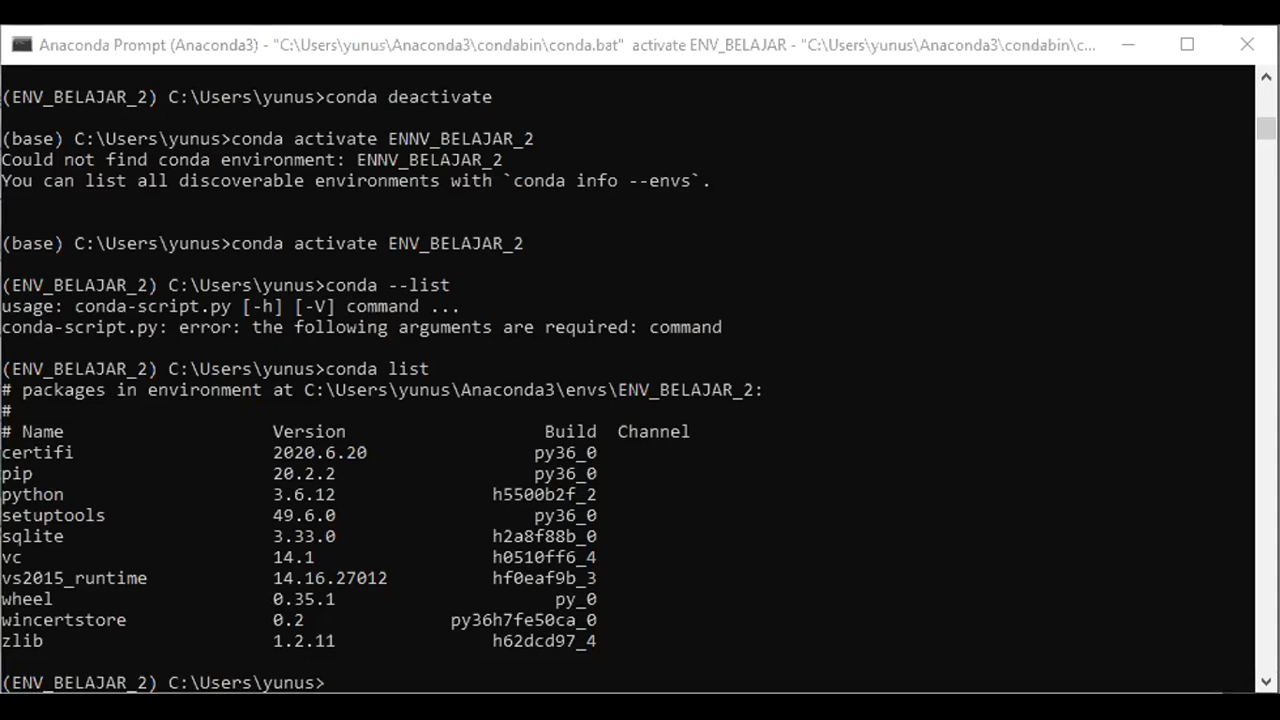 Anaconda Prompt (Anaconda3) - "C:\Users\yunus\Anaconda3\condabin\conda.bat"  activate ENV_BELAJAR - "C:\Users\yunus\Anaconda3\condabin\c...
(ENV_BELAJAR_2) C:\Users\yunus>conda deactivate
(base) C:\Users\yunus>conda activate ENNV_BELAJAR_2
Could not find conda environment: ENNV_BELAJAR_2
You can list all discoverable environments with `conda info --envs`.
(base) C:\Users\yunus>conda activate ENV_BELAJAR_2
(ENV_BELAJAR_2) C:\Users\yunus>conda --list
usage: conda-script.py [-h] [-V] command ...
conda-script.py: error: the following arguments are required: command
(ENV_BELAJAR_2) C:\Users\yunus>conda list
# packages in environment at C:\Users\yunus\Anaconda3\envs\ENV_BELAJAR_2:
#
# Name                    Version                   Build  Channel
certifi                   2020.6.20                py36_0
pip                       20.2.2                   py36_0
python                    3.6.12               h5500b2f_2
setuptools                49.6.0                   py36_0
sqlite                    3.33.0               h2a8f88b_0
vc                        14.1                 h0510ff6_4
vs2015_runtime            14.16.27012          hf0eaf9b_3
wheel                     0.35.1                     py_0
wincertstore              0.2              py36h7fe50ca_0
zlib                      1.2.11               h62dcd97_4
(ENV_BELAJAR_2) C:\Users\yunus>